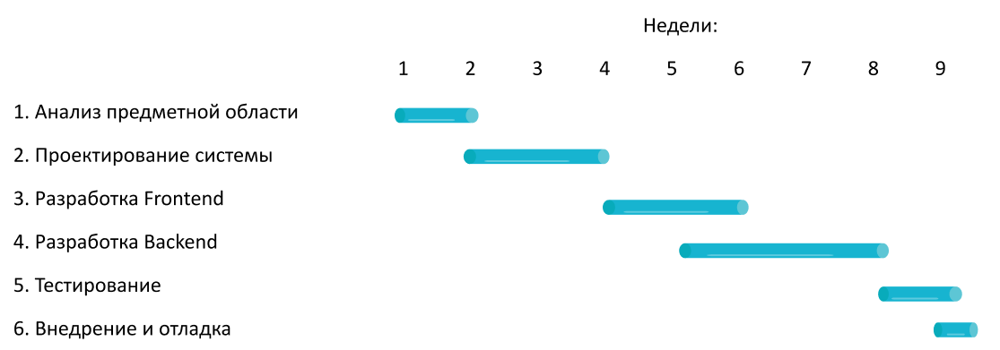 Недели:
1 2 3 4 5 6 7 8 9
1. Анализ предметной области
2. Проектирование системы
3. Разработка Frontend
4. Разработка Backend
5. Тестирование
6. Внедрение и отладка